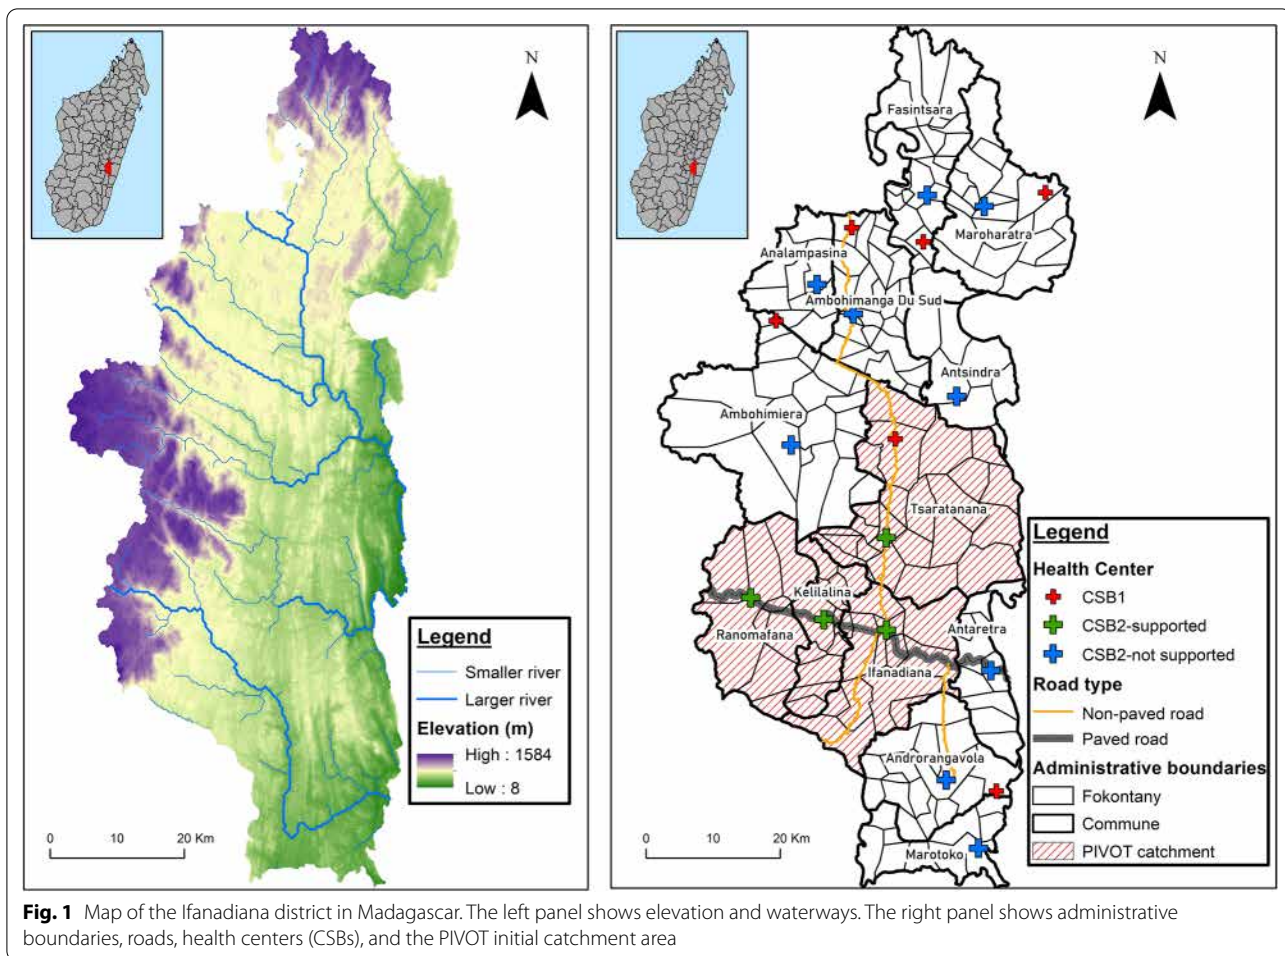 N
Legend
Smaller river
Larger river
Elevation (m)
High : 1584
Low : 8
0 10 20 Km
N
Fasintsara
Maroharatra
Analampasina
Ambohimanga Du Sud
Antsindra
Ambohimiera
Tsaratanana
Kelilalina
Ranomafana
Antaretra
Ifanadiana
Androrangavola
Marotoko
Legend
Health Center
CSB1
CSB2-supported
CSB2-not supported
Road type
Non-paved road
Paved road
Administrative boundaries
Fokontany
Commune
PIVOT catchment
0 10 20 Km
Fig. 1 Map of the Ifanadiana district in Madagascar. The left panel shows elevation and waterways. The right panel shows administrative
boundaries, roads, health centers (CSBs), and the PIVOT initial catchment area